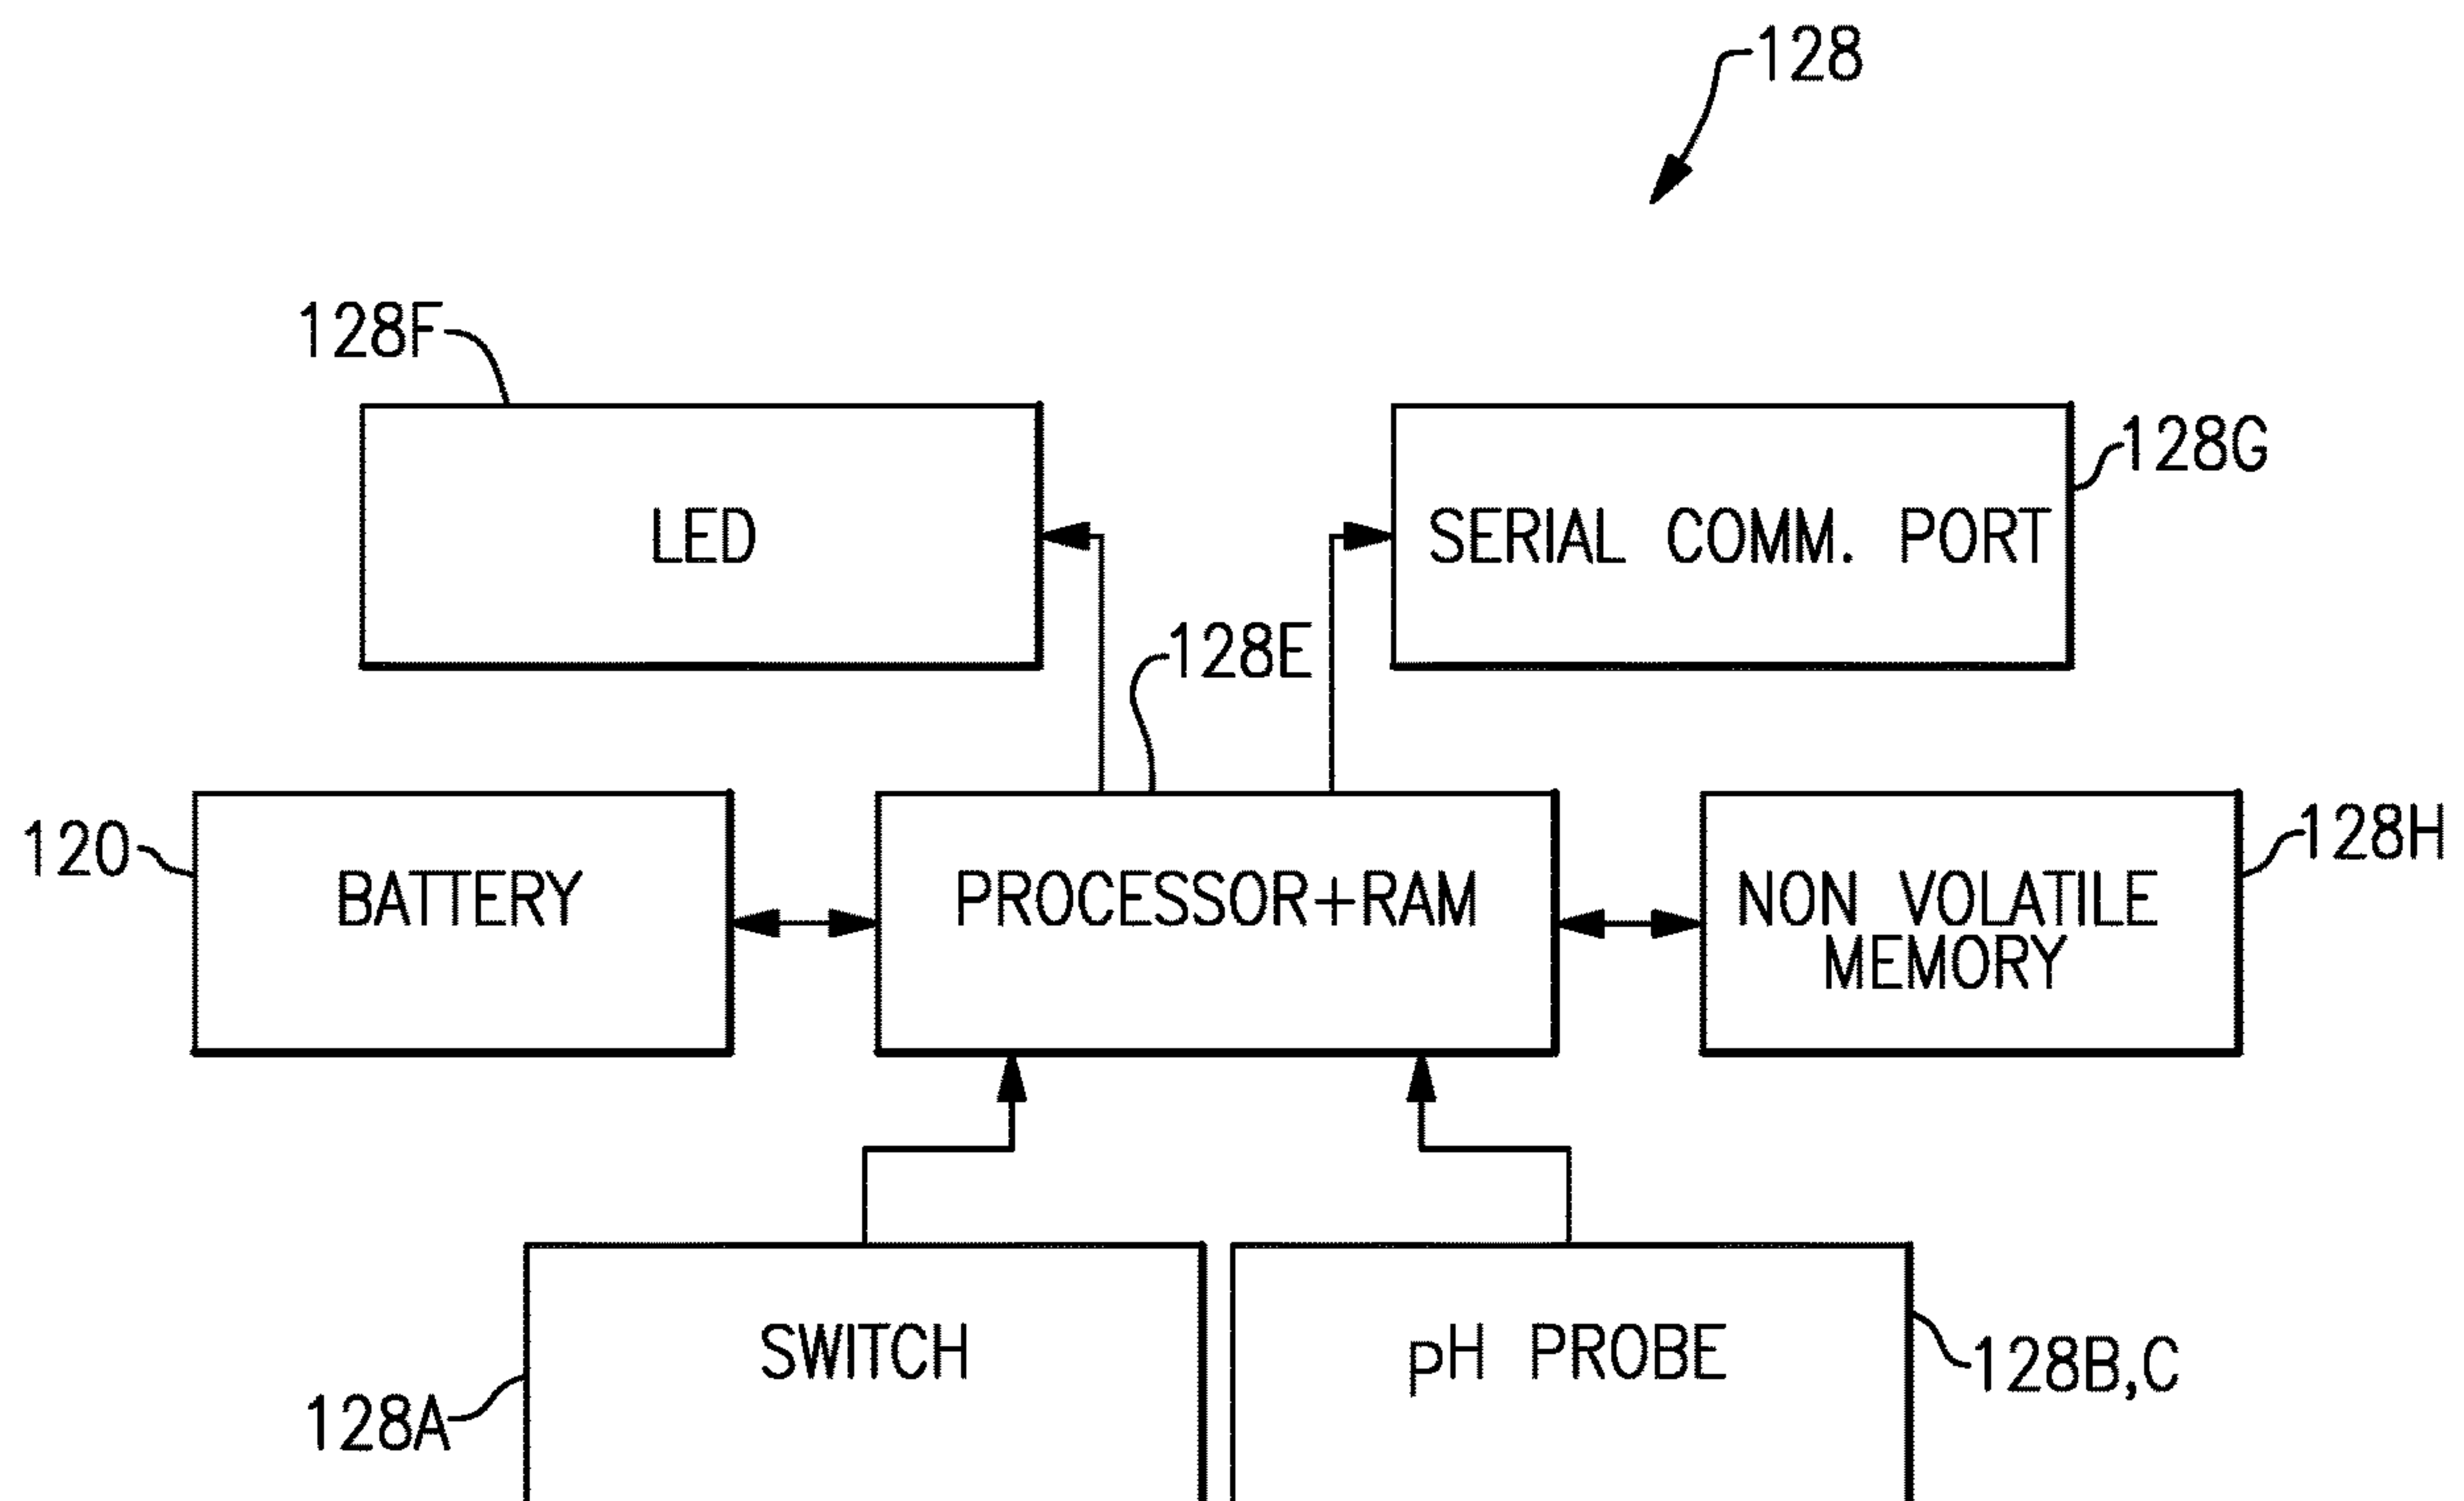 128
128F
LED
SERIAL COMM. PORT
128G
128E
120
BATTERY
PROCESSOR+RAM
NON VOLATILE
MEMORY
128H
SWITCH
pH PROBE
128A
128B,C